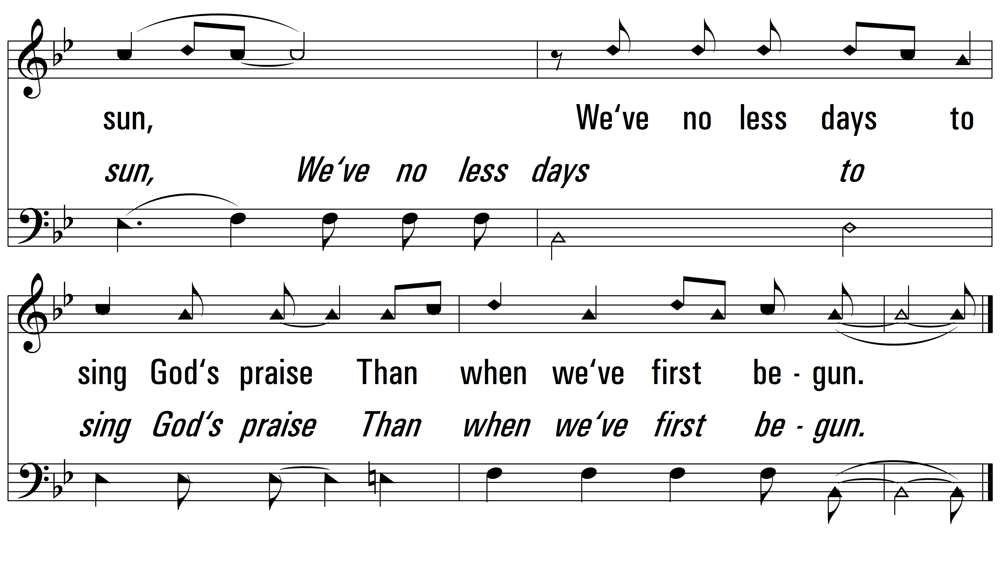 sun, We‘ve no less days to
sun, We‘ve no less days to
sing God‘s praise Than when we‘ve first be - gun.
sing God‘s praise Than when we‘ve first be - gun.